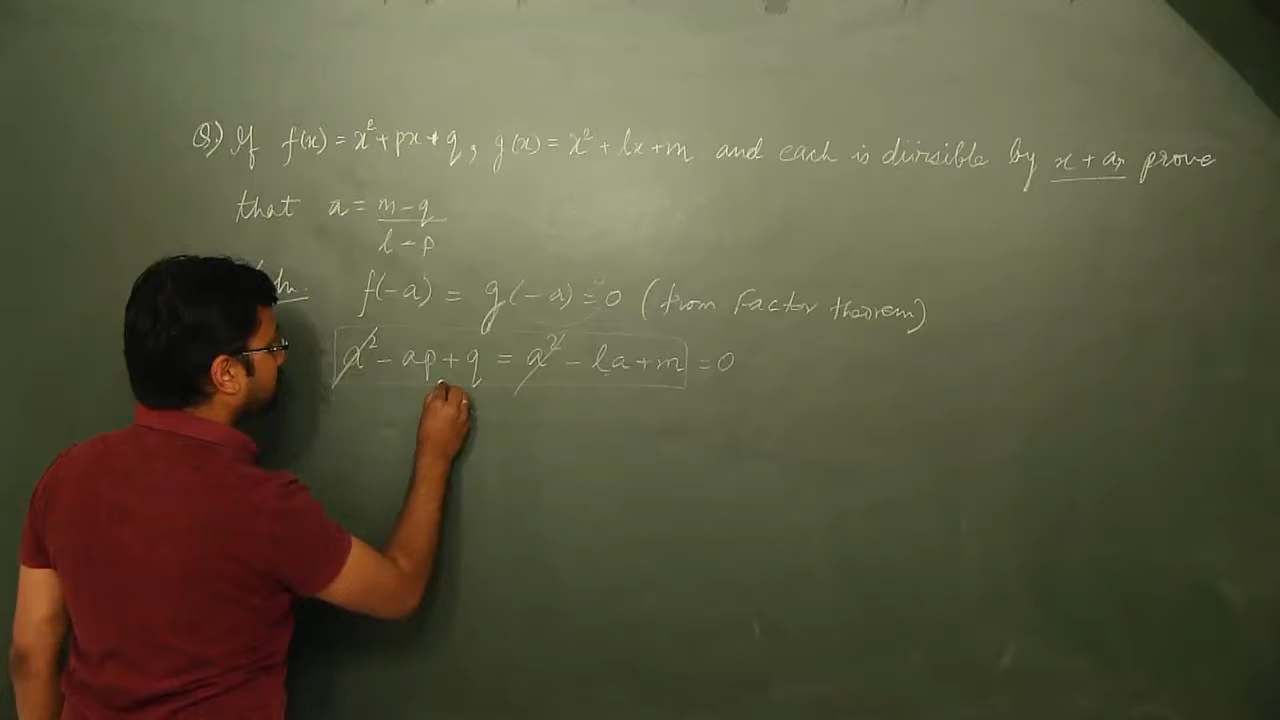 Q) If f(x) = x² + px + q, g(x) = x² + lx + m and each is divisible by x + a, prove
that a = m - q / l - p
f(-a) = g(-a) = 0 (from Factor theorem)
a² - ap + q = a² - la + m = 0